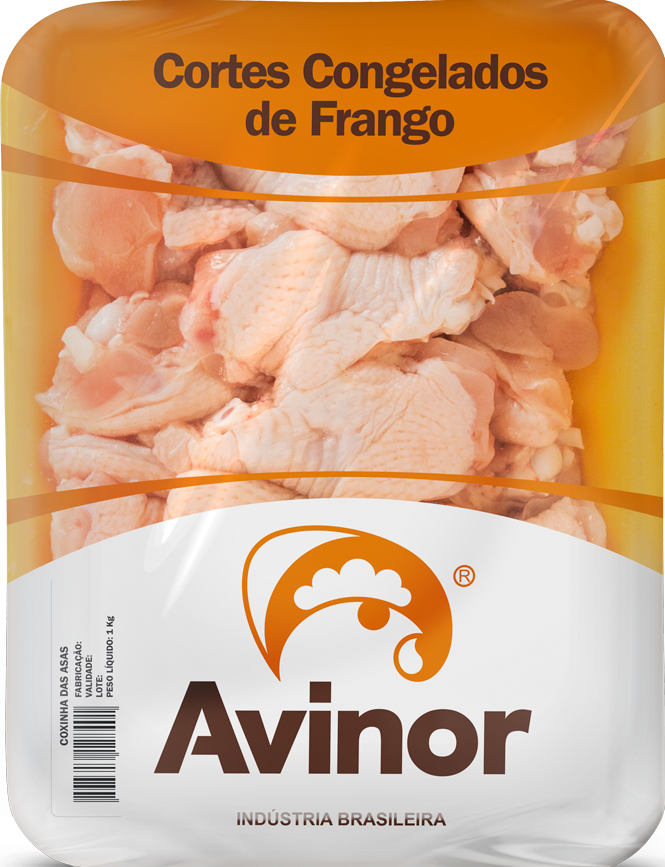 Cortes Congelados
de Frango
®
Avinor
INDÚSTRIA BRASILEIRA
COXINHA DAS ASAS
FABRICAÇÃO:
VALIDADE:
LOTE:
PESO LÍQUIDO: 1 Kg